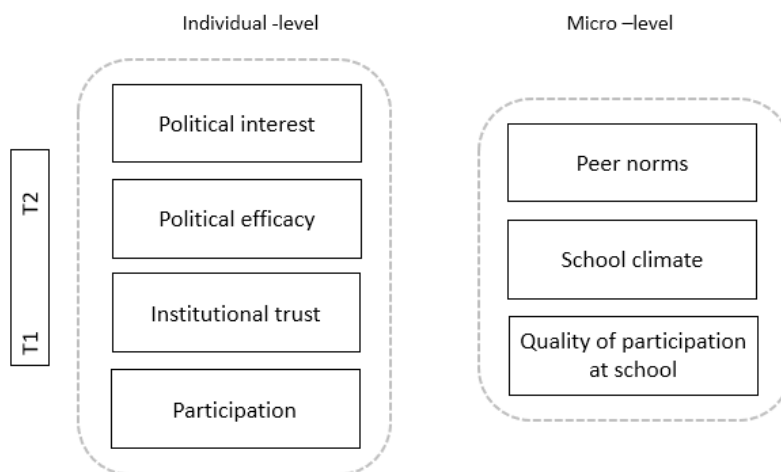 Individual -level
Micro –level
Political interest
Political efficacy
Institutional trust
Participation
Peer norms
School climate
Quality of participation
at school
T2
T1